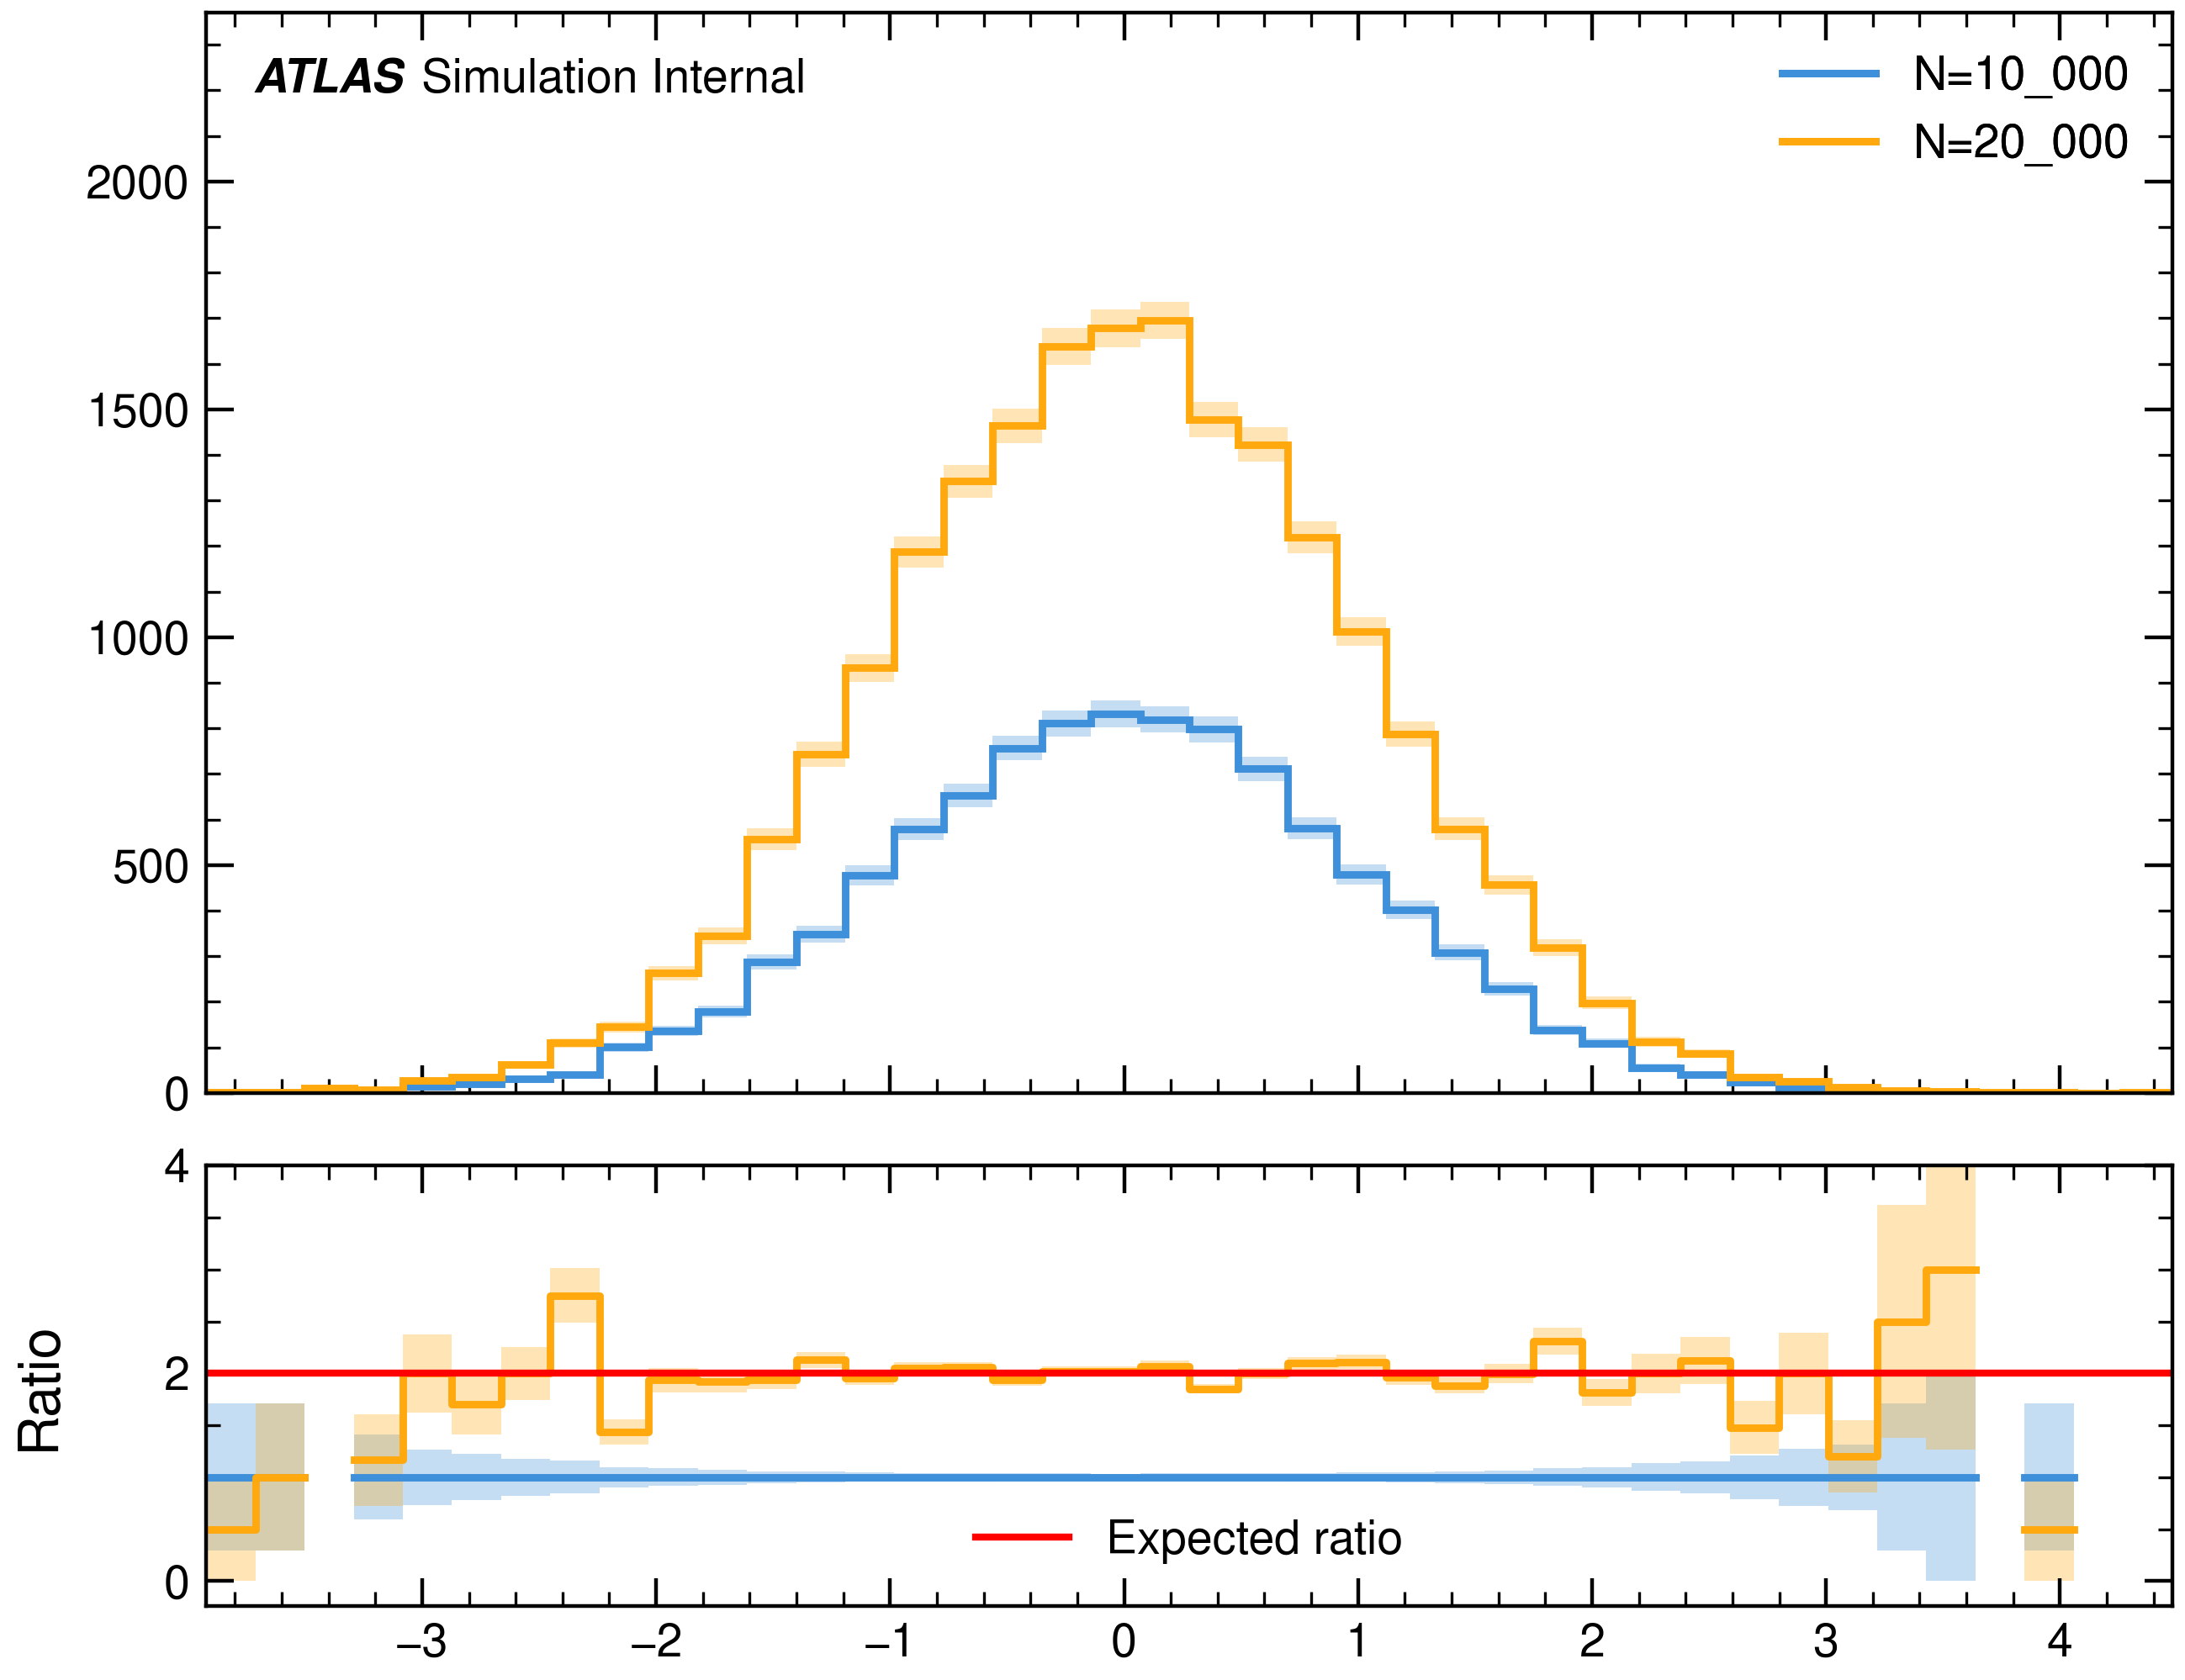 ATLAS Simulation Internal
N=10_000
N=20_000
2000
1500
1000
500
0
4
2
0
Ratio
Expected ratio
−3 −2 −1 0 1 2 3 4